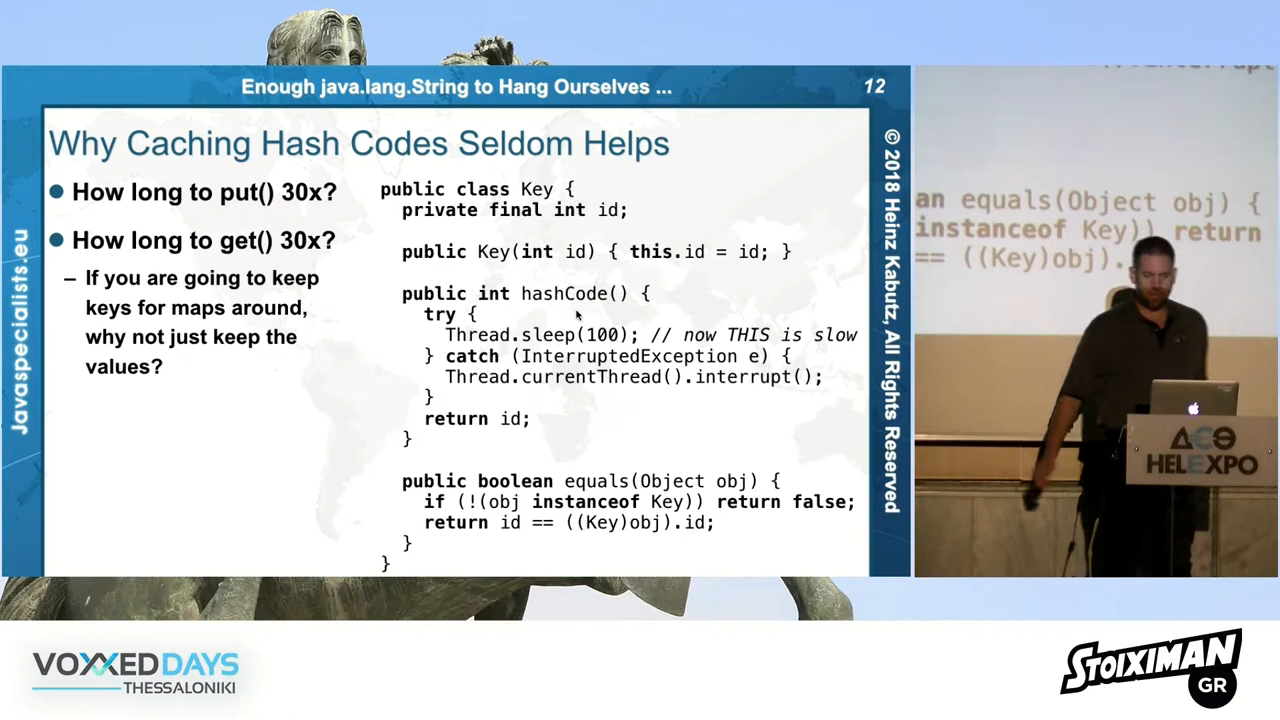 Enough java.lang.String to Hang Ourselves ...
12
Why Caching Hash Codes Seldom Helps
How long to put() 30x?
How long to get() 30x?
– If you are going to keep
keys for maps around,
why not just keep the
values?
public class Key {
private final int id;
public Key(int id) { this.id = id; }
public int hashCode() {
try {
Thread.sleep(100); // now THIS is slow
} catch (InterruptedException e) {
Thread.currentThread().interrupt();
}
return id;
}
public boolean equals(Object obj) {
if (!(obj instanceof Key)) return false;
return id == ((Key)obj).id;
}
}
Javaspecialists.eu
© 2018 Heinz Kabutz, All Rights Reserved
an equals(Object obj) {
instanceof Key)) return
== ((Key)obj).
ΔΕΘ
HELEXPO
VOXXED DAYS
THESSALONIKI
STOIXIMAN
GR